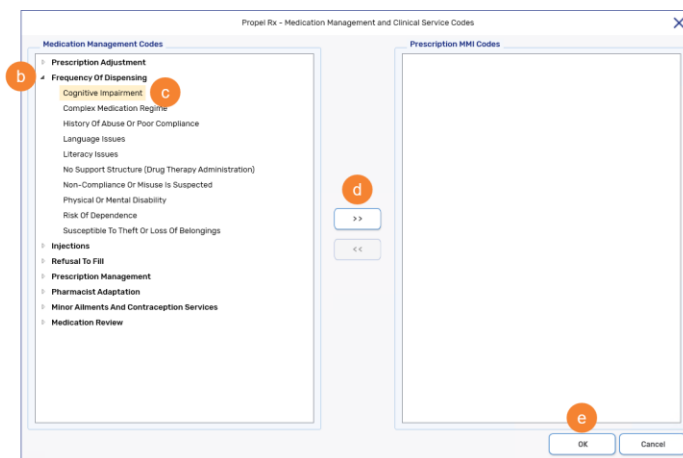 Propel Rx - Medication Management and Clinical Service Codes
Medication Management Codes
Prescription MMI Codes
Prescription Adjustment
b
Frequency Of Dispensing
Cognitive Impairment
c
Complex Medication Regime
History Of Abuse Or Poor Compliance
Language Issues
Literacy Issues
No Support Structure (Drug Therapy Administration)
Non-Compliance Or Misuse Is Suspected
Physical Or Mental Disability
Risk Of Dependence
Susceptible To Theft Or Loss Of Belongings
Injections
Refusal To Fill
Prescription Management
Pharmacist Adaptation
Minor Ailments And Contraception Services
Medication Review
d
>>
<<
e
OK
Cancel